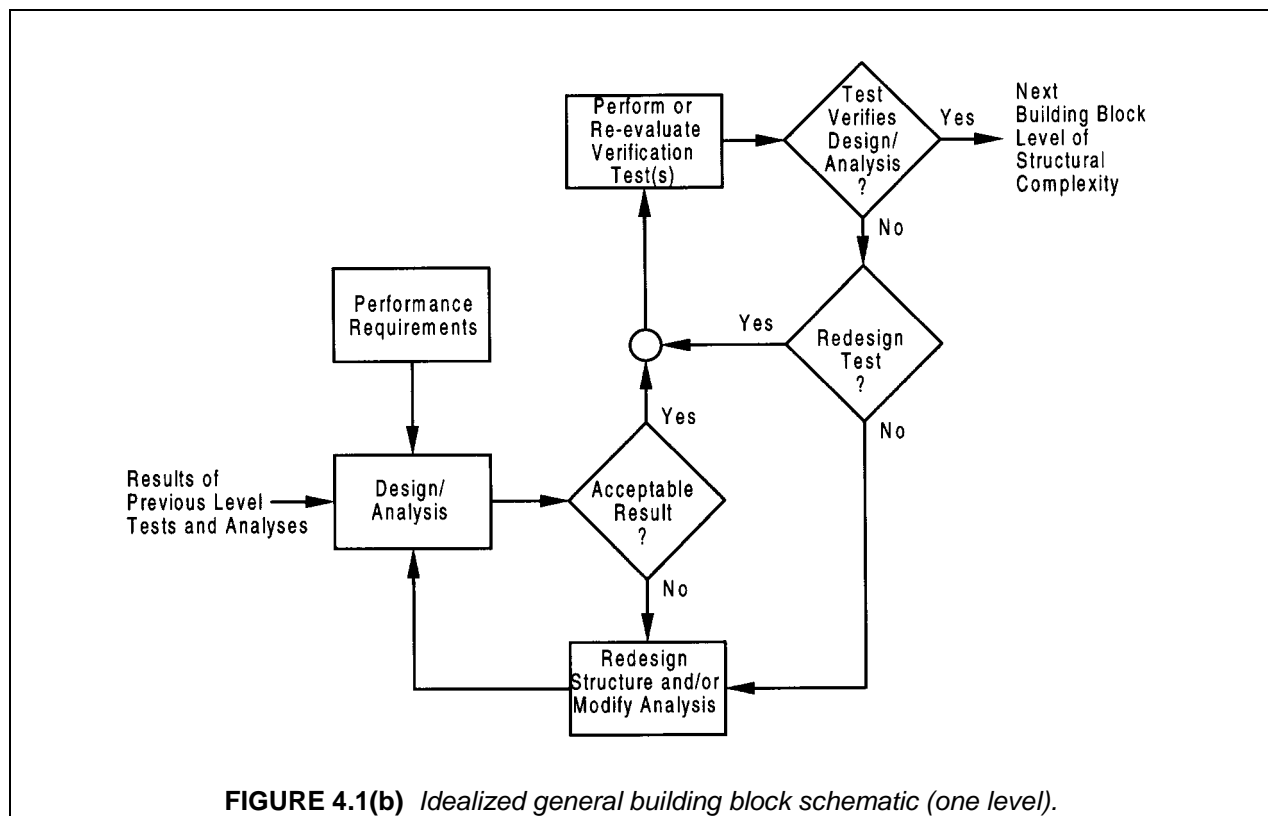 Perform or
Re-evaluate
Verification
Test(s)
Test
Verifies
Design/
Analysis
?
Yes
Next
Building Block
Level of
Structural
Complexity
No
Performance
Requirements
Yes
Redesign
Test
?
No
Yes
Results of
Previous Level
Tests and Analyses
Design/
Analysis
Acceptable
Result
?
No
Redesign
Structure and/or
Modify Analysis
FIGURE 4.1(b) Idealized general building block schematic (one level).